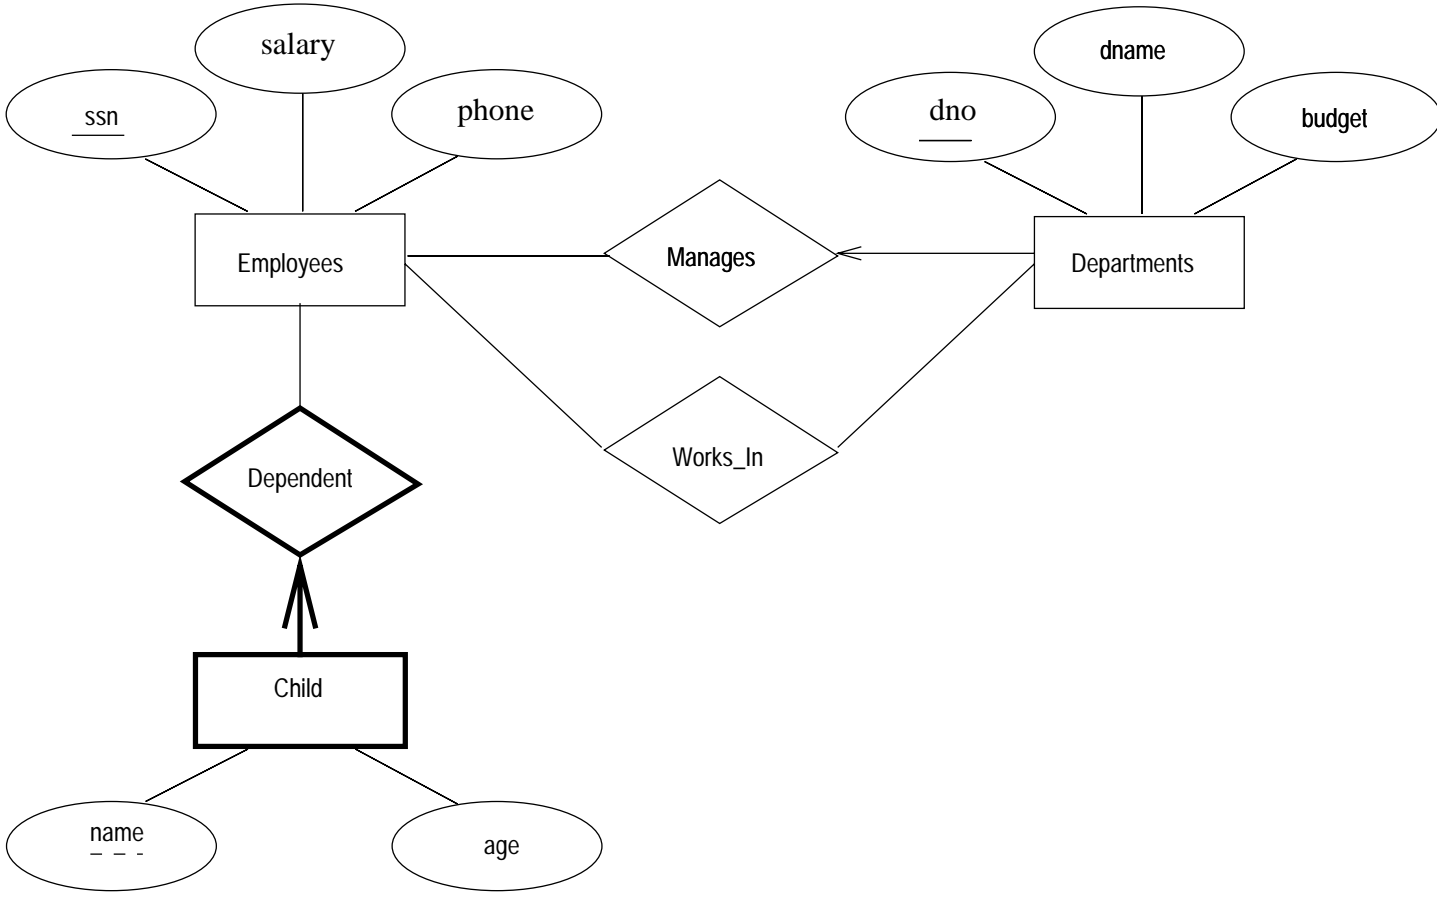 salary
dname
ssn
phone
dno
budget
Employees
Manages
Departments
Works_In
Dependent
Child
name
age